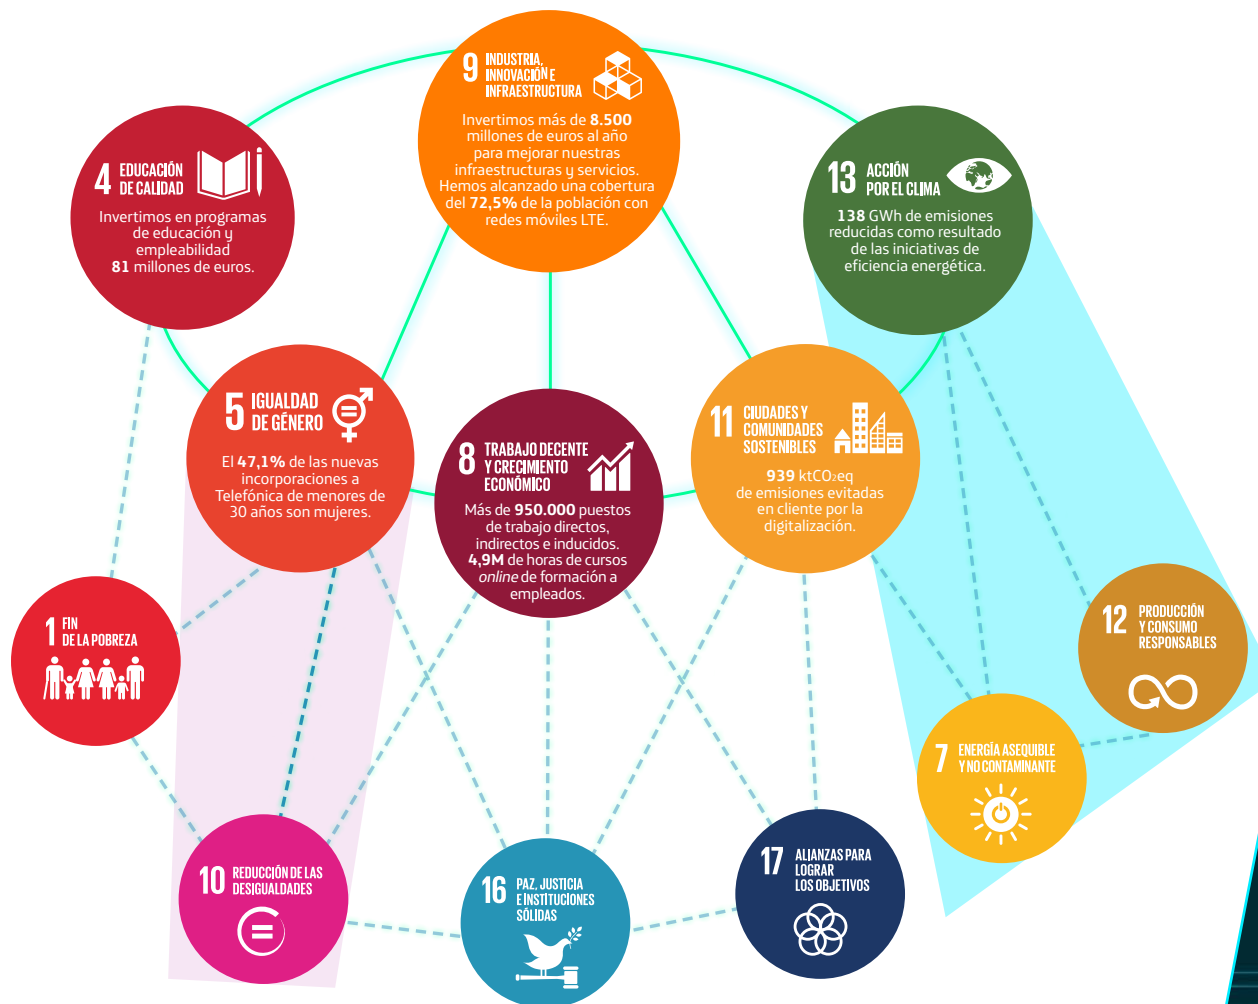 9 INDUSTRIA,
INNOVACIÓN E
INFRAESTRUCTURA
Invertimos más de 8.500
millones de euros al año
para mejorar nuestras
infraestructuras y servicios.
Hemos alcanzado una cobertura
del 72,5% de la población con
redes móviles LTE.
4 EDUCACIÓN
DE CALIDAD
Invertimos en programas
de educación y
empleabilidad
81 millones de euros.
13 ACCIÓN
POR EL CLIMA
138 GWh de emisiones
reducidas como resultado
de las iniciativas de
eficiencia energética.
5 IGUALDAD
DE GÉNERO
El 47,1% de las nuevas
incorporaciones a
Telefónica de menores de
30 años son mujeres.
8 TRABAJO DECENTE
Y CRECIMIENTO
ECONÓMICO
Más de 950.000 puestos
de trabajo directos,
indirectos e inducidos.
4,9M de horas de cursos
online de formación a
empleados.
11 CIUDADES Y
COMUNIDADES
SOSTENIBLES
939 ktCO₂eq
de emisiones evitadas
en cliente por la
digitalización.
1 FIN
DE LA POBREZA
12 PRODUCCIÓN
Y CONSUMO
RESPONSABLES
7 ENERGÍA ASEQUIBLE
Y NO CONTAMINANTE
10 REDUCCIÓN DE LAS
DESIGUALDADES
16 PAZ, JUSTICIA
E INSTITUCIONES
SÓLIDAS
17 ALIANZAS PARA
LOGRAR
LOS OBJETIVOS